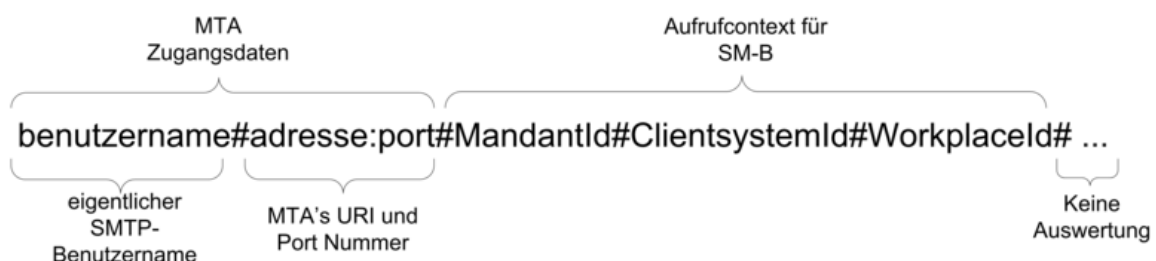 MTA
Zugangsdaten
Aufrufcontext für
SM-B
benutzername#adresse:port#MandantId#ClientsystemId#WorkplaceId# ...
eigentlicher
SMTP-
Benutzername
MTA's URI und
Port Nummer
Keine
Auswertung